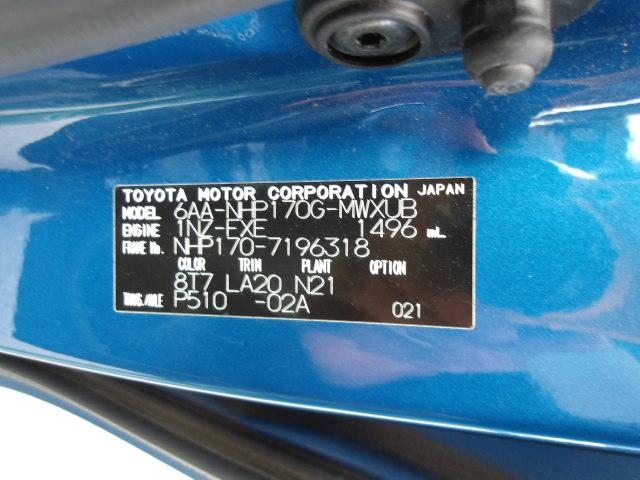 TOYOTA MOTOR CORPORATION JAPAN
MODEL 6AA-NHP170G-MWXUB
ENGINE 1NZ-EXE 1496 mL.
FRAME No. NHP170-7196318
COLOR TRIM PLANT OPTION
8T7 LA20 N21
TRANS./AXLE P510 -02A 021